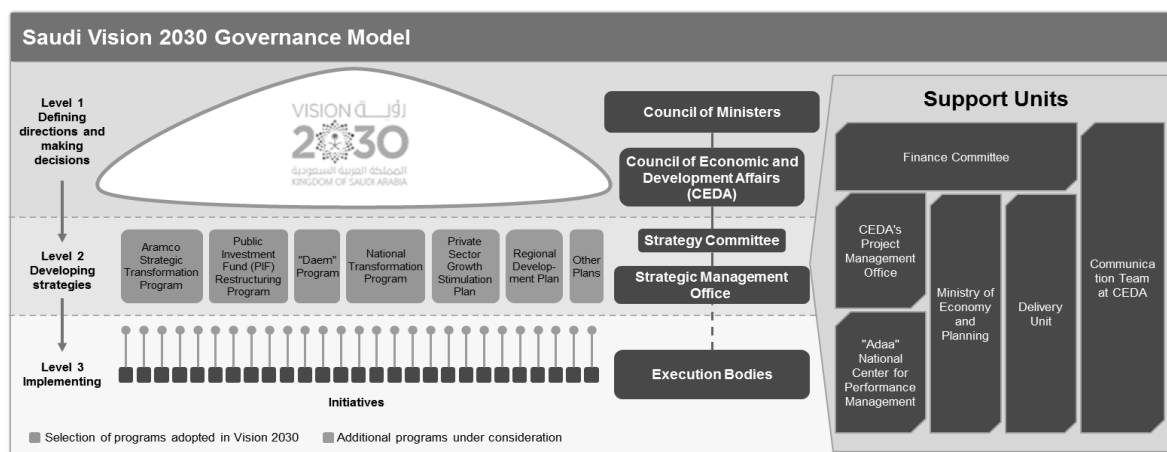 Saudi Vision 2030 Governance Model
Level 1
Defining
directions and
making
decisions
VISION رؤيــة
2030
المملكة العربية السعودية
KINGDOM OF SAUDI ARABIA
Council of Ministers
Council of Economic and
Development Affairs
(CEDA)
Level 2
Developing
strategies
Aramco
Strategic
Transformation
Program
Public
Investment
Fund (PIF)
Restructuring
Program
"Daem"
Program
National
Transformation
Program
Private
Sector
Growth
Stimulation
Plan
Regional
Develop-
ment Plan
Other
Plans
Strategy Committee
Strategic Management
Office
Level 3
Implementing
Initiatives
Execution Bodies
Selection of programs adopted in Vision 2030
Additional programs under consideration
Support Units
Finance Committee
CEDA's
Project
Management
Office
"Adaa"
National
Center for
Performance
Management
Ministry of
Economy
and
Planning
Delivery
Unit
Communica
tion Team
at CEDA